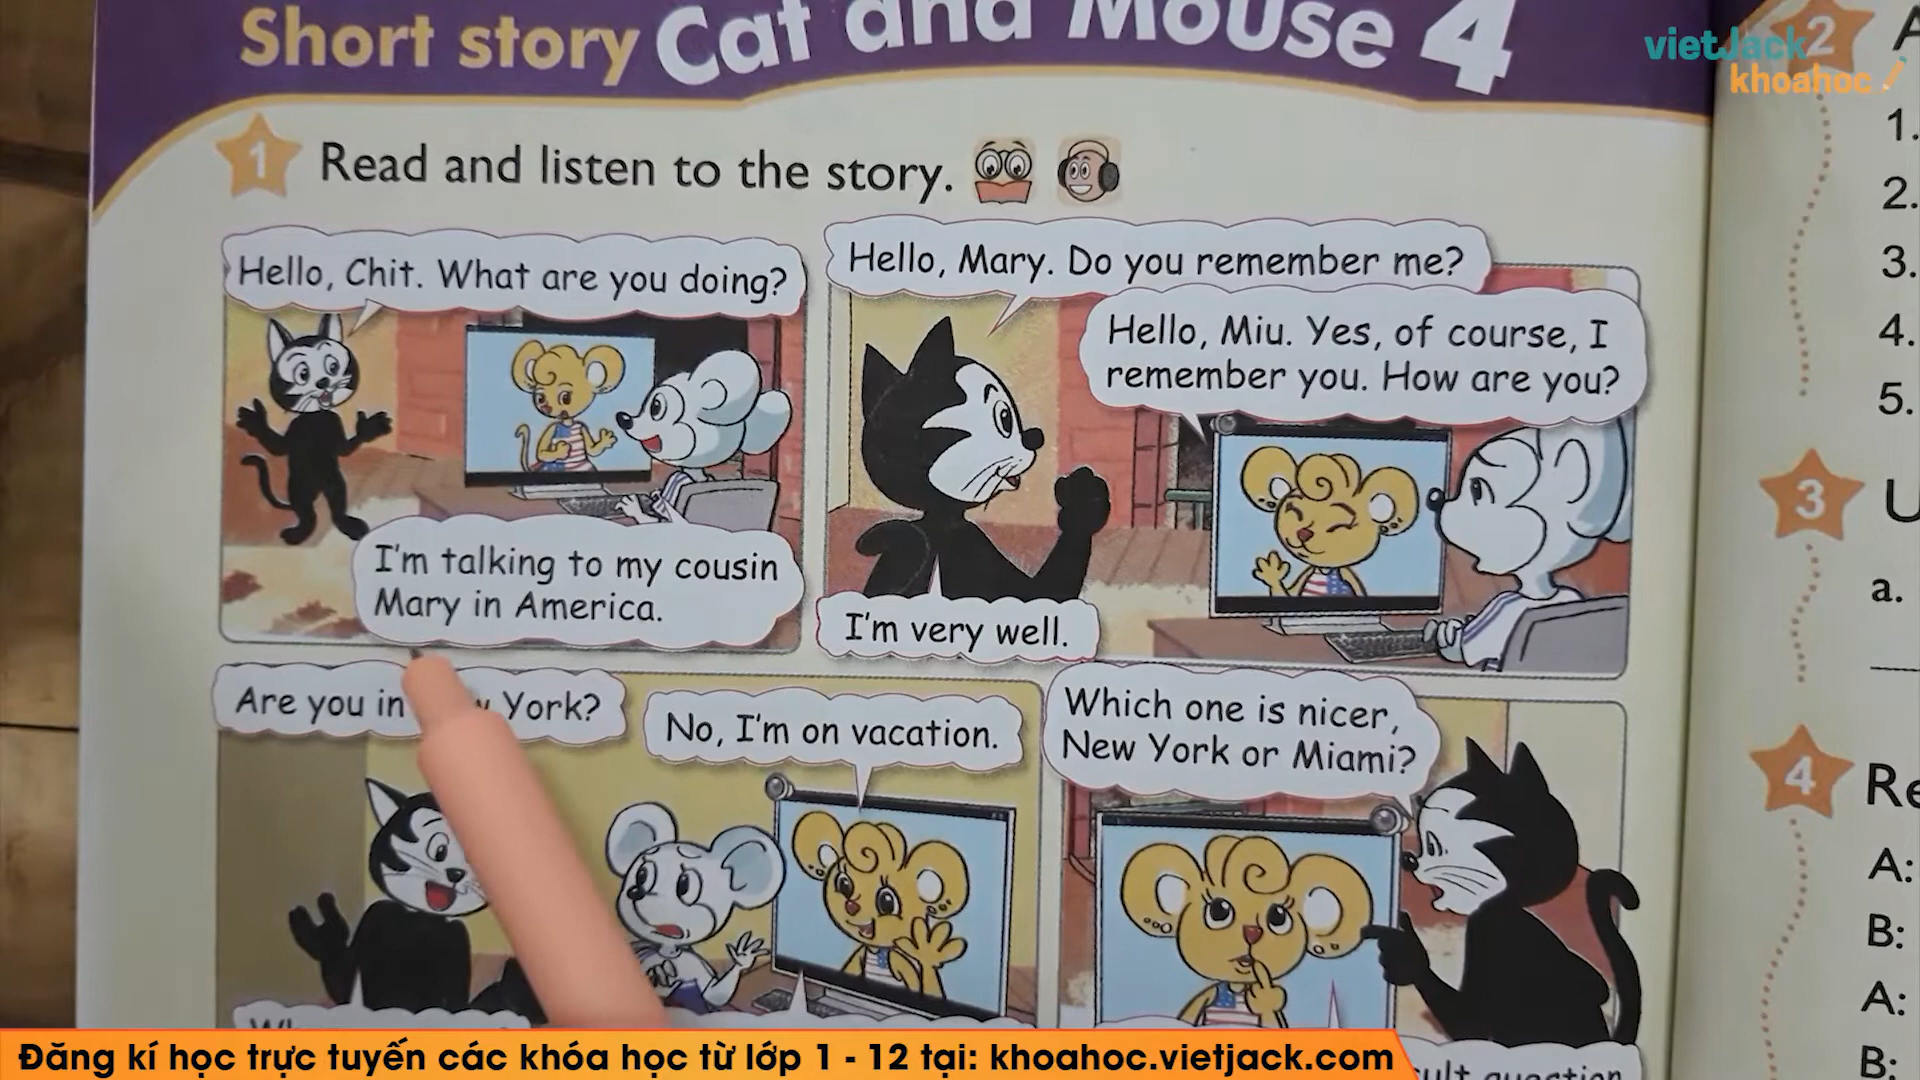 Short story Cat and Mouse 4
vietJack
khoahoc
1 Read and listen to the story.
Hello, Chit. What are you doing?
I'm talking to my cousin
Mary in America.
Hello, Mary. Do you remember me?
Hello, Miu. Yes, of course, I
remember you. How are you?
I'm very well.
Are you in York?
No, I'm on vacation.
Which one is nicer,
New York or Miami?
question
2
1.
2.
3.
4.
5.
3
a.
4
A:
B:
A:
B:
Đăng kí học trực tuyến các khóa học từ lớp 1 - 12 tại: khoahoc.vietjack.com